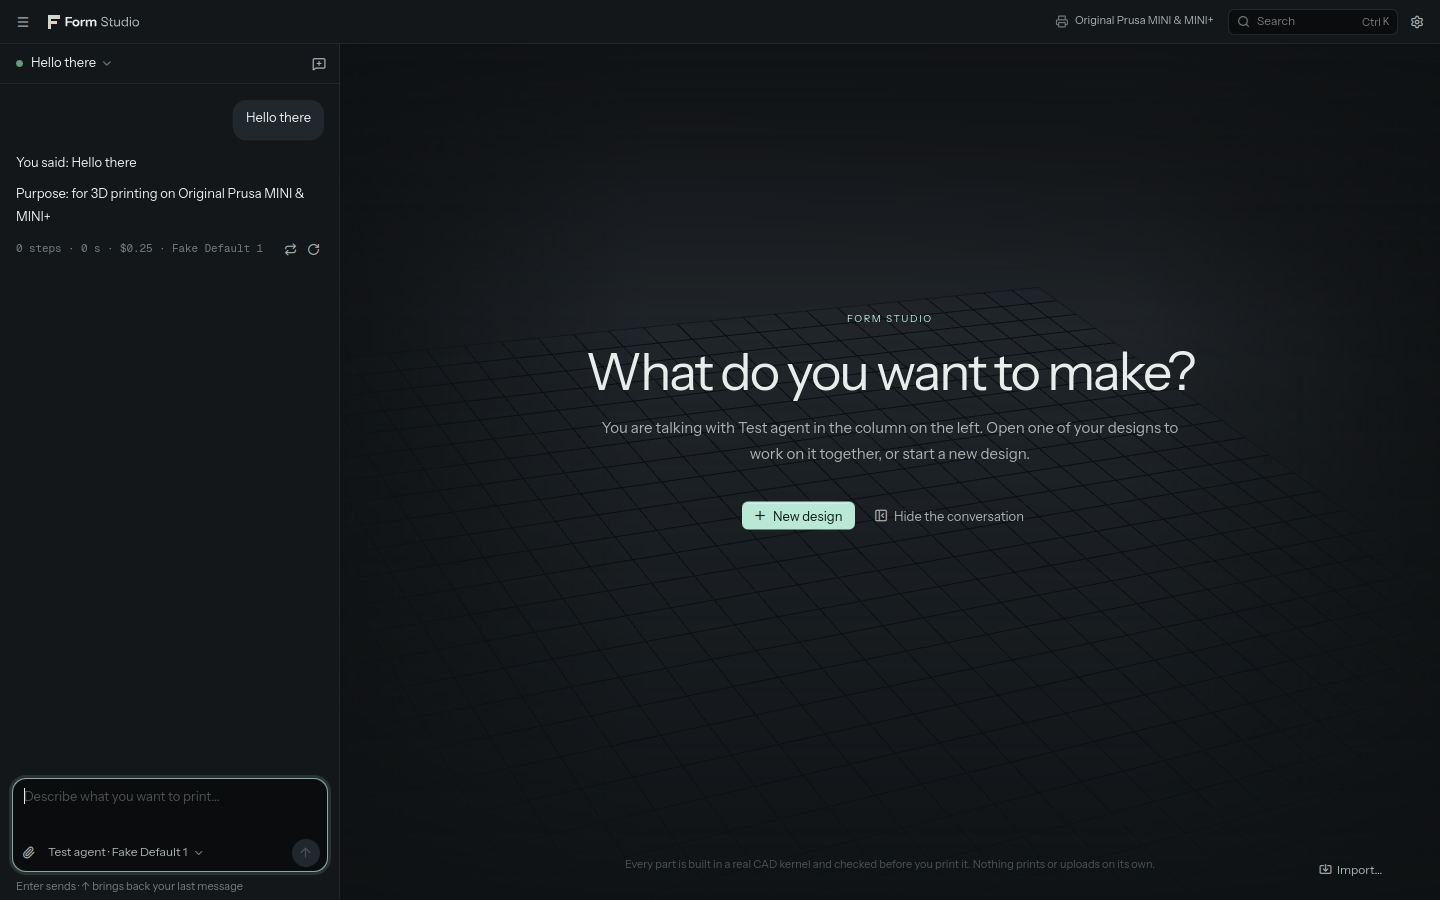 Form Studio
Original Prusa MINI & MINI+
Search
Ctrl K
Hello there
Hello there
You said: Hello there
Purpose: for 3D printing on Original Prusa MINI &
MINI+
0 steps · 0 s · $0.25 · Fake Default 1
FORM STUDIO
What do you want to make?
You are talking with Test agent in the column on the left. Open one of your designs to
work on it together, or start a new design.
New design
Hide the conversation
Describe what you want to print...
Test agent · Fake Default 1
Enter sends · ↑ brings back your last message
Every part is built in a real CAD kernel and checked before you print it. Nothing prints or uploads on its own.
Import...